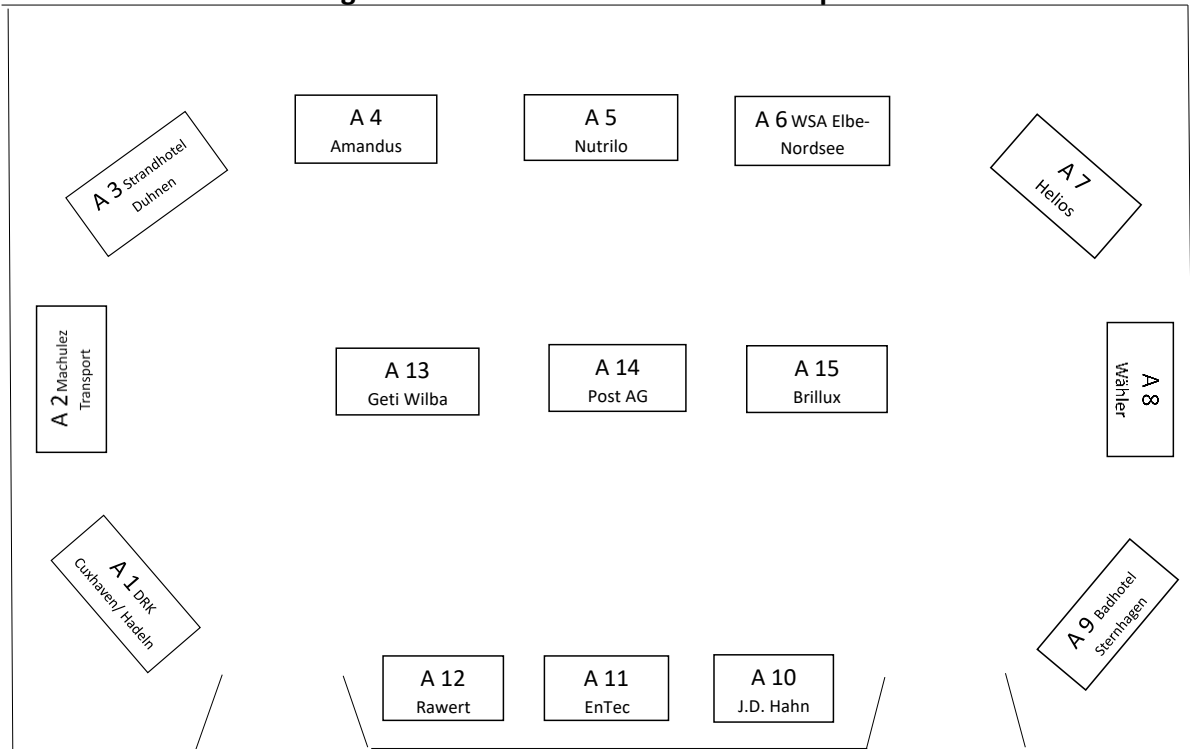 A 4
Amandus
A 5
Nutrilo
A 6 WSA Elbe-
Nordsee
A 3 Strandhotel
Duhnen
A 7
Helios
A 2 Machulez
Transport
A 13
Geti Wilba
A 14
Post AG
A 15
Brillux
A 8
Wähler
A 1 DRK
Cuxhaven/ Hadeln
A 9 Badhotel
Sternhagen
A 12
Rawert
A 11
EnTec
A 10
J.D. Hahn